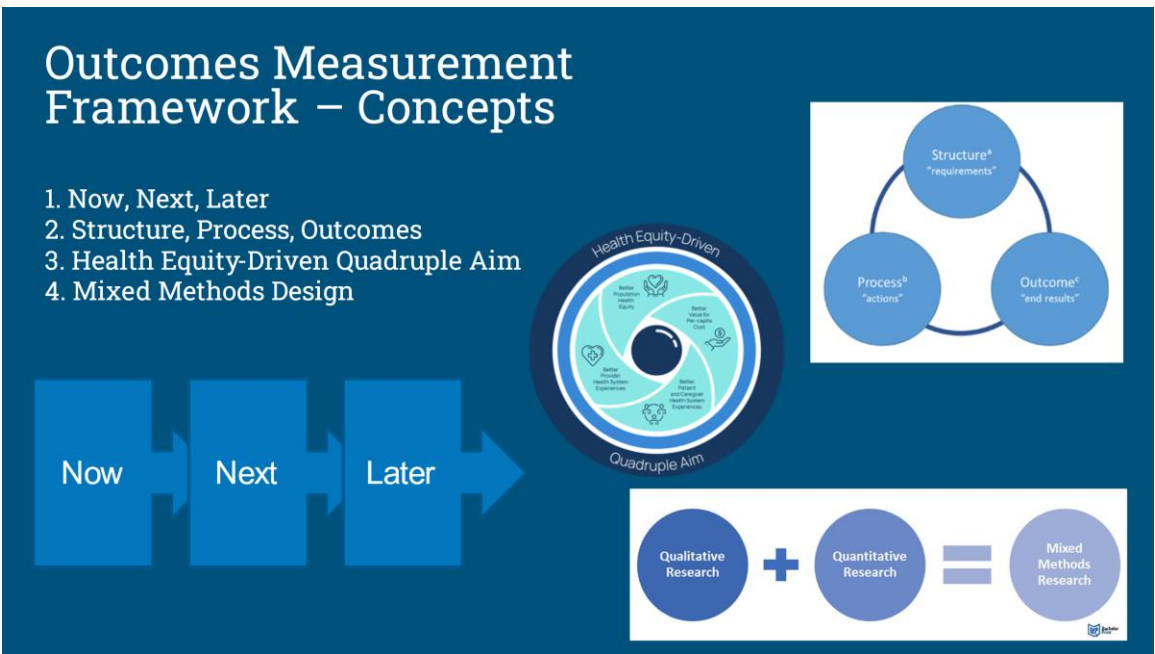 Outcomes Measurement
Framework – Concepts
1. Now, Next, Later
2. Structure, Process, Outcomes
3. Health Equity-Driven Quadruple Aim
4. Mixed Methods Design
Now
Next
Later
Health Equity-Driven
Better
Population
Health
Equity
Better
Value for
Per-capita
Cost
Better
Provider
Health System
Experiences
Better
Patient
and Caregiver
Health System
Experiences
Quadruple Aim
Structureᵃ
"requirements"
Processᵇ
"actions"
Outcomeᶜ
"end results"
Qualitative
Research
+
Quantitative
Research
=
Mixed
Methods
Research